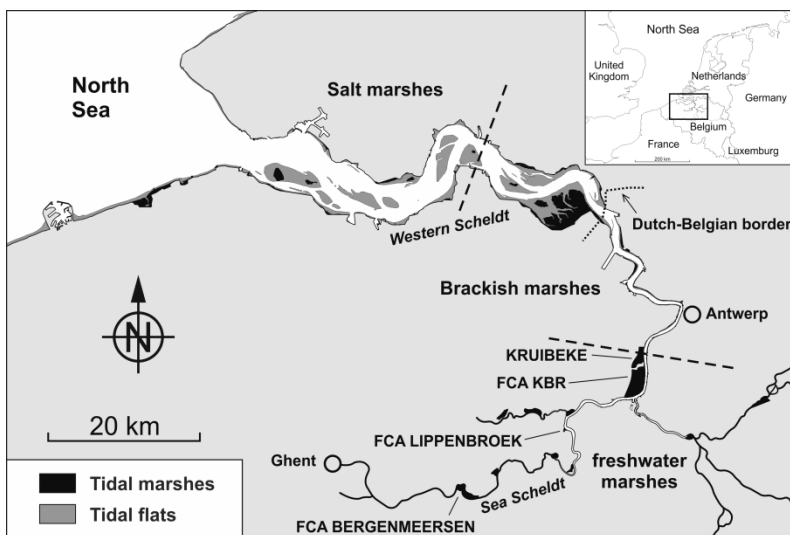 North
Sea
Salt marshes
Western Scheldt
Dutch-Belgian border
Brackish marshes
Antwerp
KRUIBEKE
FCA KBR
N
20 km
FCA LIPPENBROEK
Ghent
freshwater
marshes
Sea Scheldt
FCA BERGENMEERSEN
Tidal marshes
Tidal flats
North Sea
United
Kingdom
Netherlands
Germany
Belgium
France
Luxemburg
200 km